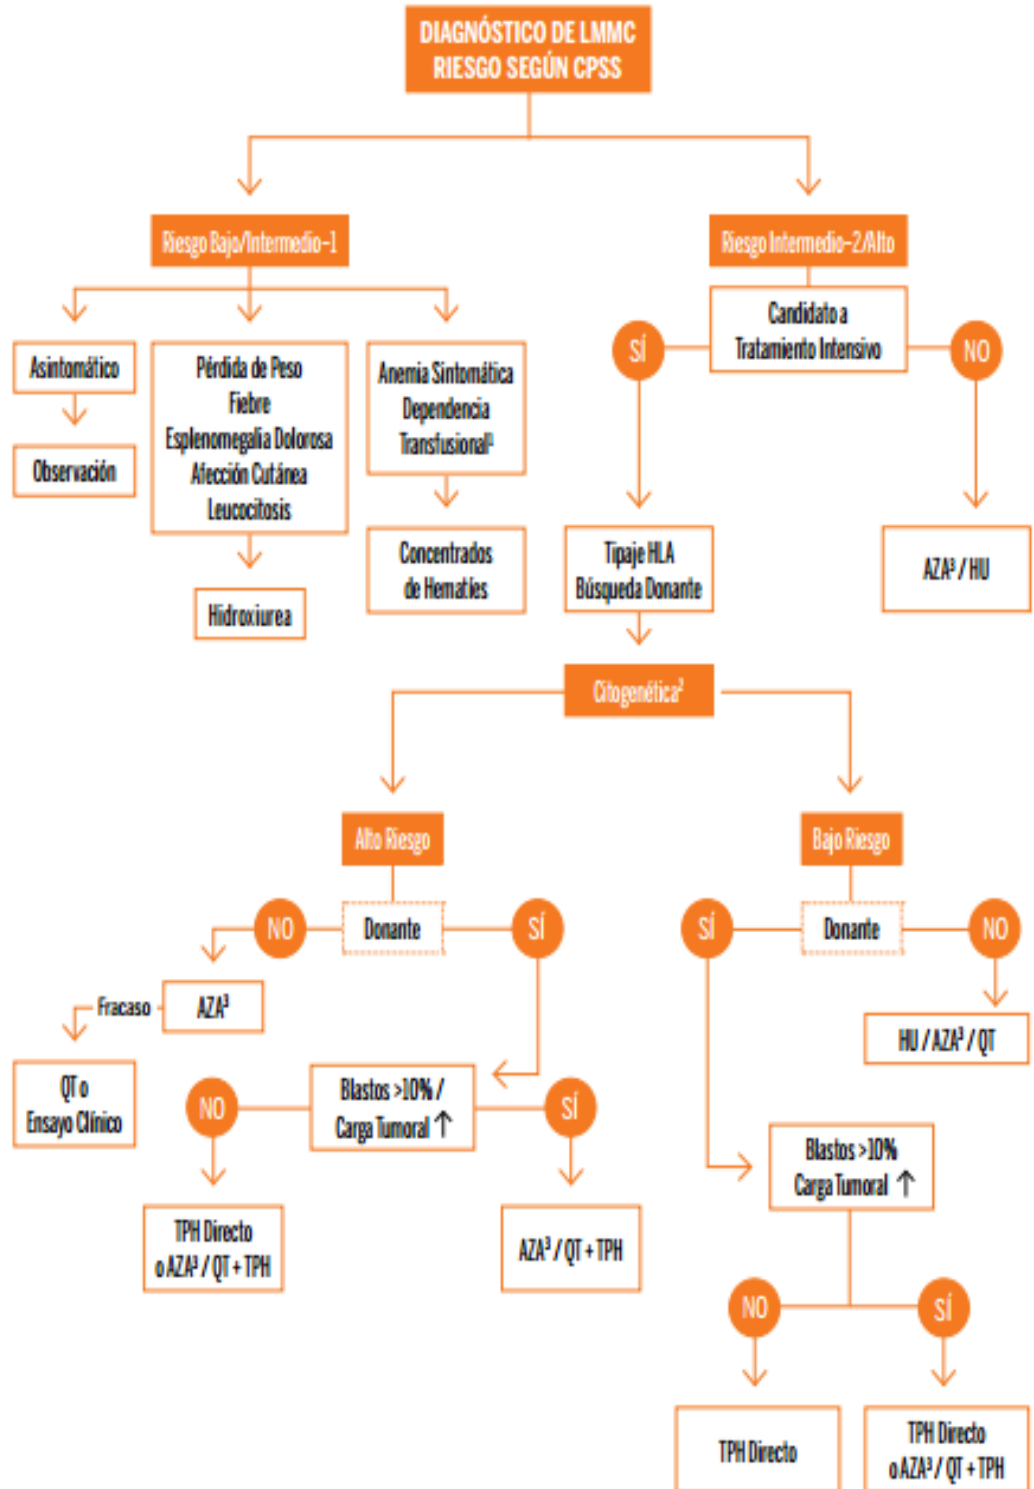 DIAGNÓSTICO DE LMMC
RIESGO SEGÚN CPSS
Riesgo Bajo/Intermedio-1
Riesgo Intermedio-2/Alto
Asintomático
Observación
Pérdida de Peso
Fiebre
Esplenomegalia Dolorosa
Afección Cutánea
Leucocitosis
Hidroxiurea
Anemia Sintomática
Dependencia
Transfusional¹
Concentrados
de Hematíes
Candidato a
Tratamiento Intensivo
SÍ
NO
Tipaje HLA
Búsqueda Donante
AZA³ / HU
Citogenética²
Alto Riesgo
Bajo Riesgo
NO
Donante
SÍ
SÍ
Donante
NO
Fracaso
AZA³
QT o
Ensayo Clínico
NO
Blastos >10% /
Carga Tumoral ↑
SÍ
TPH Directo
o AZA³ / QT + TPH
AZA³ / QT + TPH
HU / AZA³ / QT
Blastos >10%
Carga Tumoral ↑
NO
SÍ
TPH Directo
TPH Directo
o AZA³ / QT + TPH